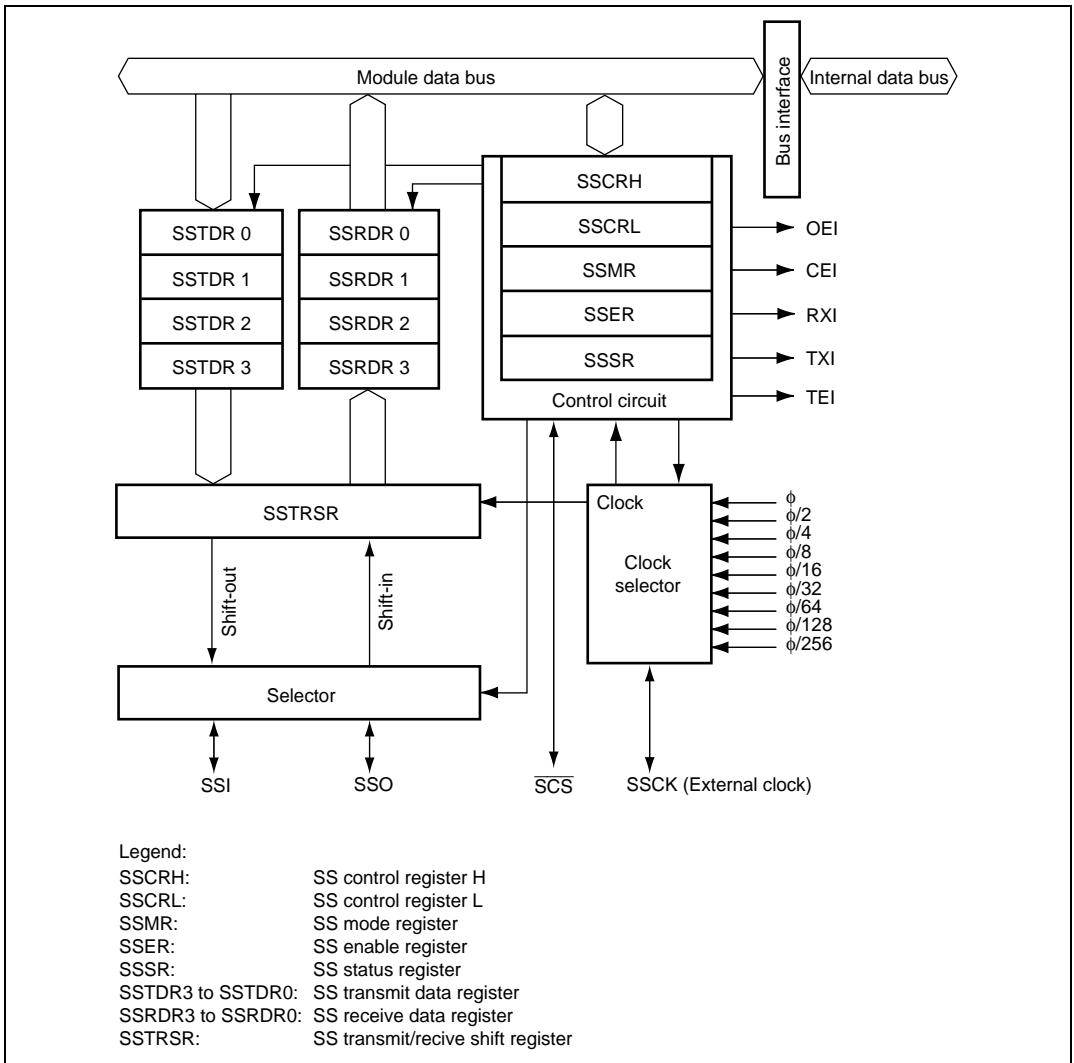 Module data bus
Bus interface
Internal data bus
SSTDR 0
SSTDR 1
SSTDR 2
SSTDR 3
SSRDR 0
SSRDR 1
SSRDR 2
SSRDR 3
SSCRH
SSCRL
SSMR
SSER
SSSR
Control circuit
OEI
CEI
RXI
TXI
TEI
SSTRSR
Clock
Clock
selector
ϕ
ϕ/2
ϕ/4
ϕ/8
ϕ/16
ϕ/32
ϕ/64
ϕ/128
ϕ/256
Shift-out
Shift-in
Selector
SSI
SSO
S̅C̅S̅
SSCK (External clock)
Legend:
SSCRH: SS control register H
SSCRL: SS control register L
SSMR: SS mode register
SSER: SS enable register
SSSR: SS status register
SSTDR3 to SSTDR0: SS transmit data register
SSRDR3 to SSRDR0: SS receive data register
SSTRSR: SS transmit/recive shift register